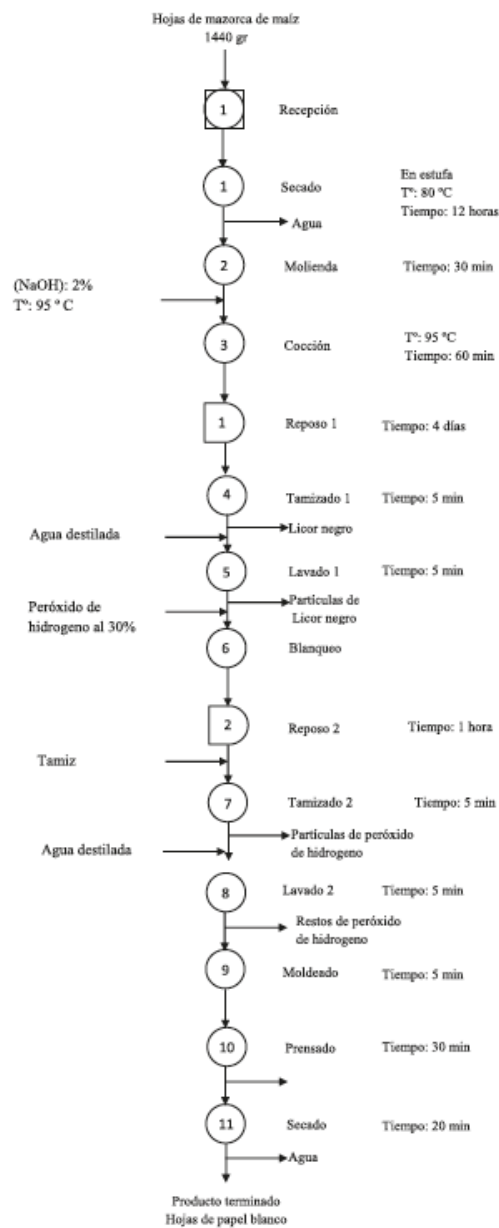 Hojas de mazorca de maíz
1440 gr
1
Recepción
1
Secado
En estufa
Tº: 80 ºC
Tiempo: 12 horas
Agua
2
Molienda
Tiempo: 30 min
(NaOH): 2%
Tº: 95 º C
3
Cocción
Tº: 95 ºC
Tiempo: 60 min
1
Reposo 1
Tiempo: 4 días
4
Tamizado 1
Tiempo: 5 min
Licor negro
Agua destilada
5
Lavado 1
Tiempo: 5 min
Partículas de
Licor negro
Peróxido de
hidrogeno al 30%
6
Blanqueo
2
Reposo 2
Tiempo: 1 hora
Tamiz
7
Tamizado 2
Tiempo: 5 min
Partículas de peróxido
de hidrogeno
Agua destilada
8
Lavado 2
Tiempo: 5 min
Restos de peróxido
de hidrogeno
9
Moldeado
Tiempo: 5 min
10
Prensado
Tiempo: 30 min
11
Secado
Tiempo: 20 min
Agua
Producto terminado
Hojas de papel blanco